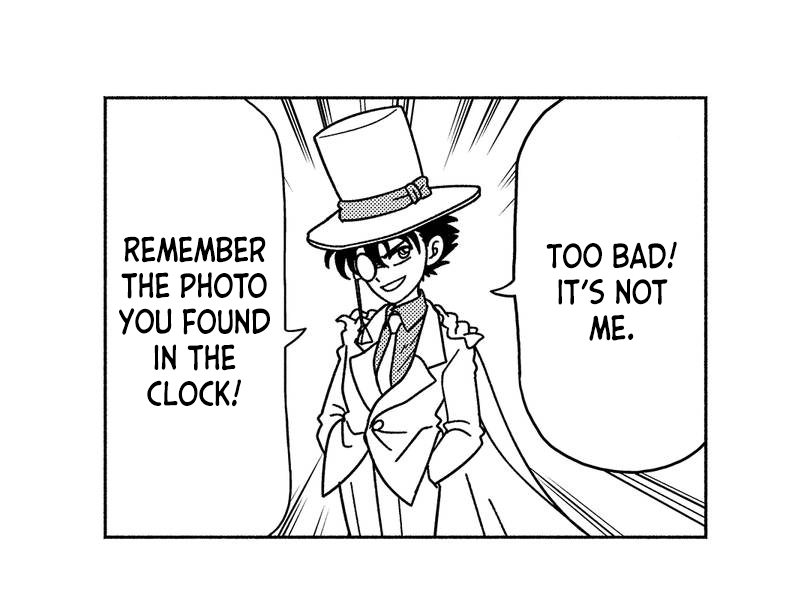 TOO BAD!
IT'S NOT
ME.
REMEMBER
THE PHOTO
YOU FOUND
IN THE
CLOCK!